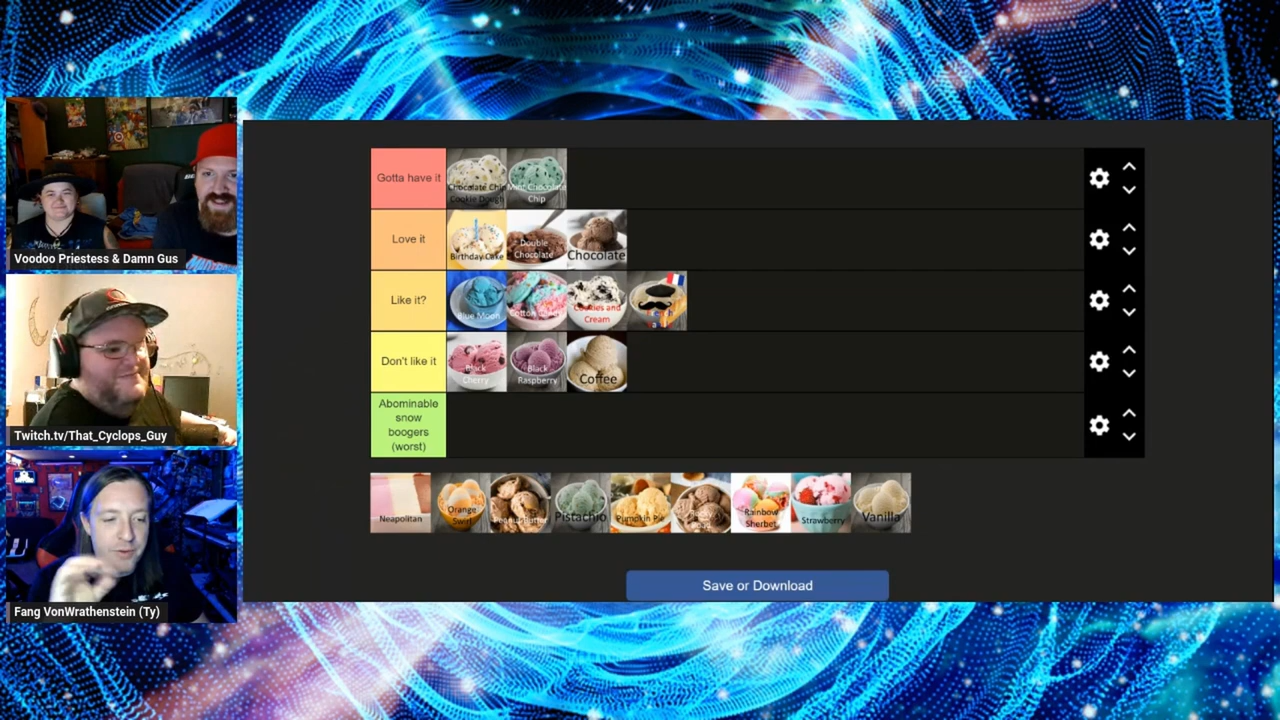 Voodoo Priestess & Damn Gus
Twitch.tv/That_Cyclops_Guy
Fang VonWrathenstein (Ty)
Gotta have it
Chocolate Chip
Cookie Dough
Mint Chocolate
Chip
Love it
Birthday Cake
Double
Chocolate
Chocolate
Like it?
Blue Moon
Cotton Candy
Cookies and
Cream
Don't like it
Black
Cherry
Black
Raspberry
Coffee
Abominable
snow
boogers
(worst)
Neapolitan
Orange
Swirl
Pistachio
Pumpkin Pie
Rainbow
Sherbet
Strawberry
Vanilla
Save or Download